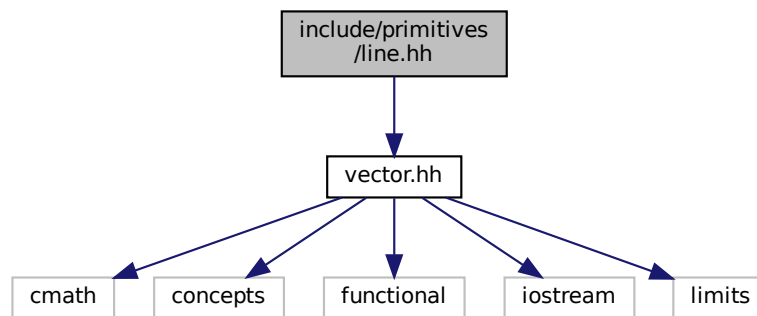 include/primitives
/line.hh
vector.hh
cmath
concepts
functional
iostream
limits